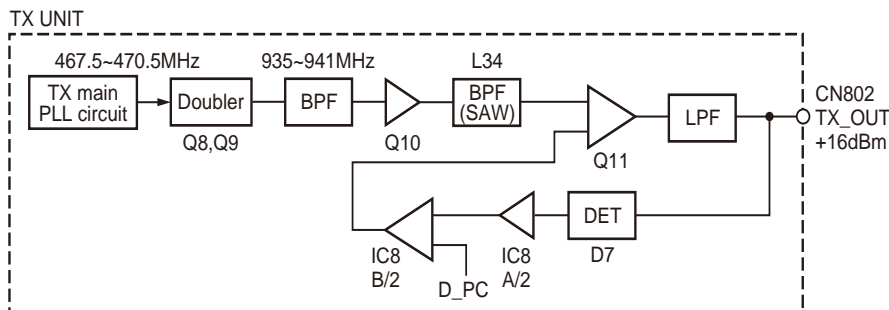 TX UNIT
467.5~470.5MHz
935~941MHz
L34
TX main
PLL circuit
Doubler
BPF
BPF
(SAW)
LPF
CN802
TX_OUT
+16dBm
Q8,Q9
Q10
Q11
DET
IC8
B/2
D_PC
IC8
A/2
D7